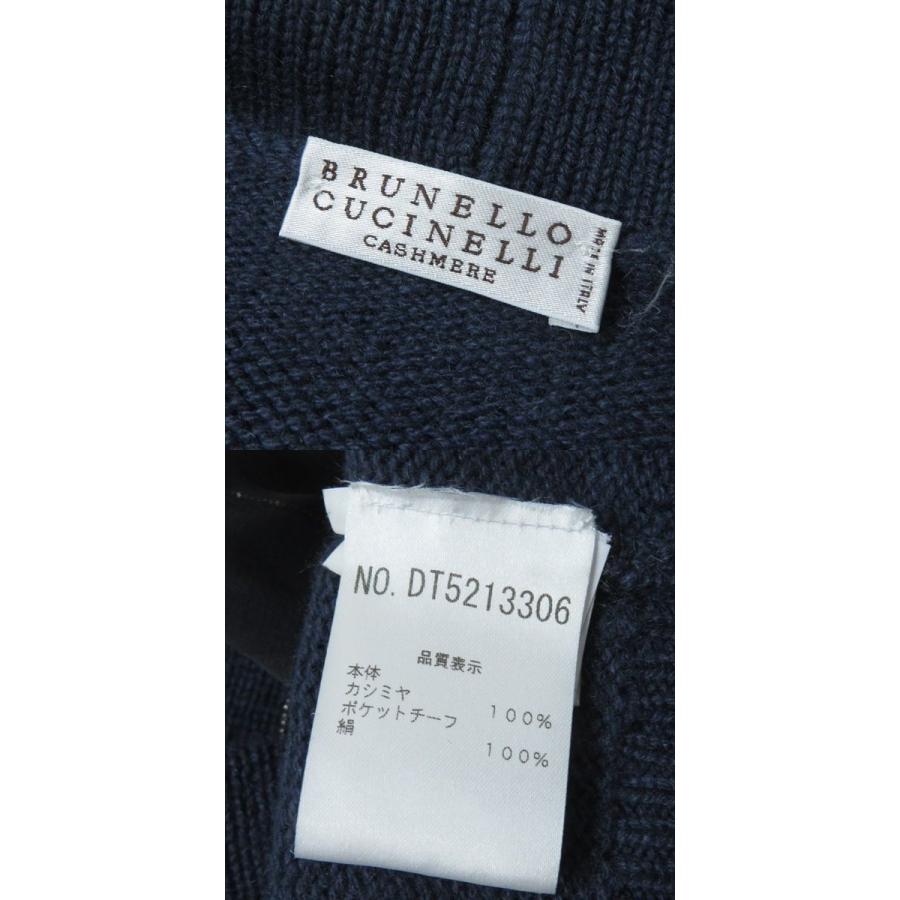 BRUNELLO
CUCINELLI
CASHMERE
MADE IN ITALY
NO. DT5213306
品質表示
本体
カシミヤ 100%
ポケットチーフ
絹 100%